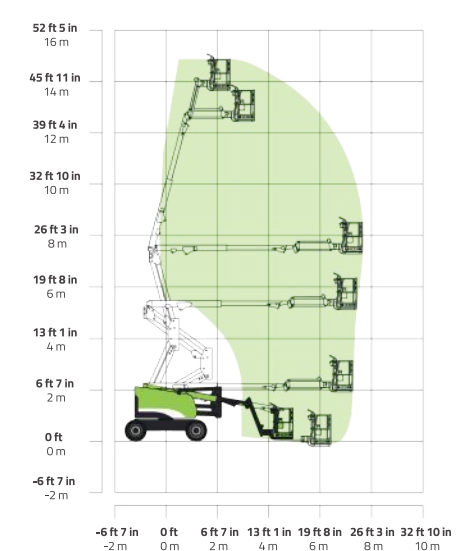 52 ft 5 in
16 m
45 ft 11 in
14 m
39 ft 4 in
12 m
32 ft 10 in
10 m
26 ft 3 in
8 m
19 ft 8 in
6 m
13 ft 1 in
4 m
6 ft 7 in
2 m
0 ft
0 m
-6 ft 7 in
-2 m
-6 ft 7 in 0 ft 6 ft 7 in 13 ft 1 in 19 ft 8 in 26 ft 3 in 32 ft 10 in
-2 m 0 m 2 m 4 m 6 m 8 m 10 m